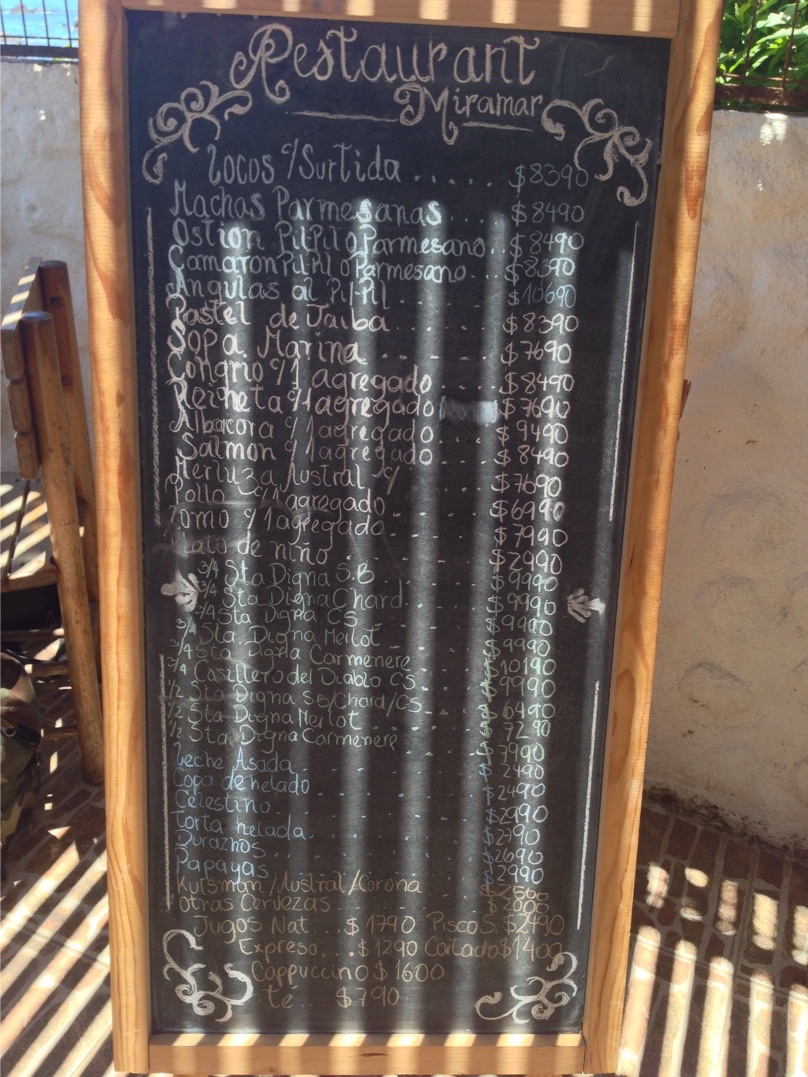 Restaurant
Miramar
Locos c/Surtida ..... $8390
Machas Parmesanas ... $8490
Ostion PilPil o Parmesano.. $8490
Camaron Pil Pil o Parmesano.. $8390
Angulas al Pil-Pil .... $10690
Pastel de Jaiba .... $8390
Sopa Marina .... $7690
Congrio c/1 agregado ... $8490
Reineta c/1 agregado $7690
Albacora c/1 agregado ... $9490
Salmon c/1 agregado ... $8490
Merluza Austral c/ ... $7690
Pollo c/1 agregado ... $6990
Lomo c/1 agregado ... $7990
Plato de niño ... $2990
3/4 Sta Digna S.B $9990
3/4 Sta Digna Chard $9990
3/4 Sta Digna CS $9990
3/4 Sta. Digna Merlot $9990
3/4 Sta Digna Carmenere $10190
3/4 Casillero del Diablo CS
1/2 Sta Digna SB/Chard/CS 6490
1/2 Sta Digna Merlot 7290
1/2 Sta Digna Carmenere
Leche Asada 2490
Copa de helado 2490
Celestino
Torta helada
Duraznos 2690
Papayas 2990
Kunstman/Austral/Corona 2500
Otras Cervezas 2000
Jugos Nat ... $1790 Pisco S. $2490
Expreso... $1290 Cortado $1400
Cappuccino $1600
té ... $790